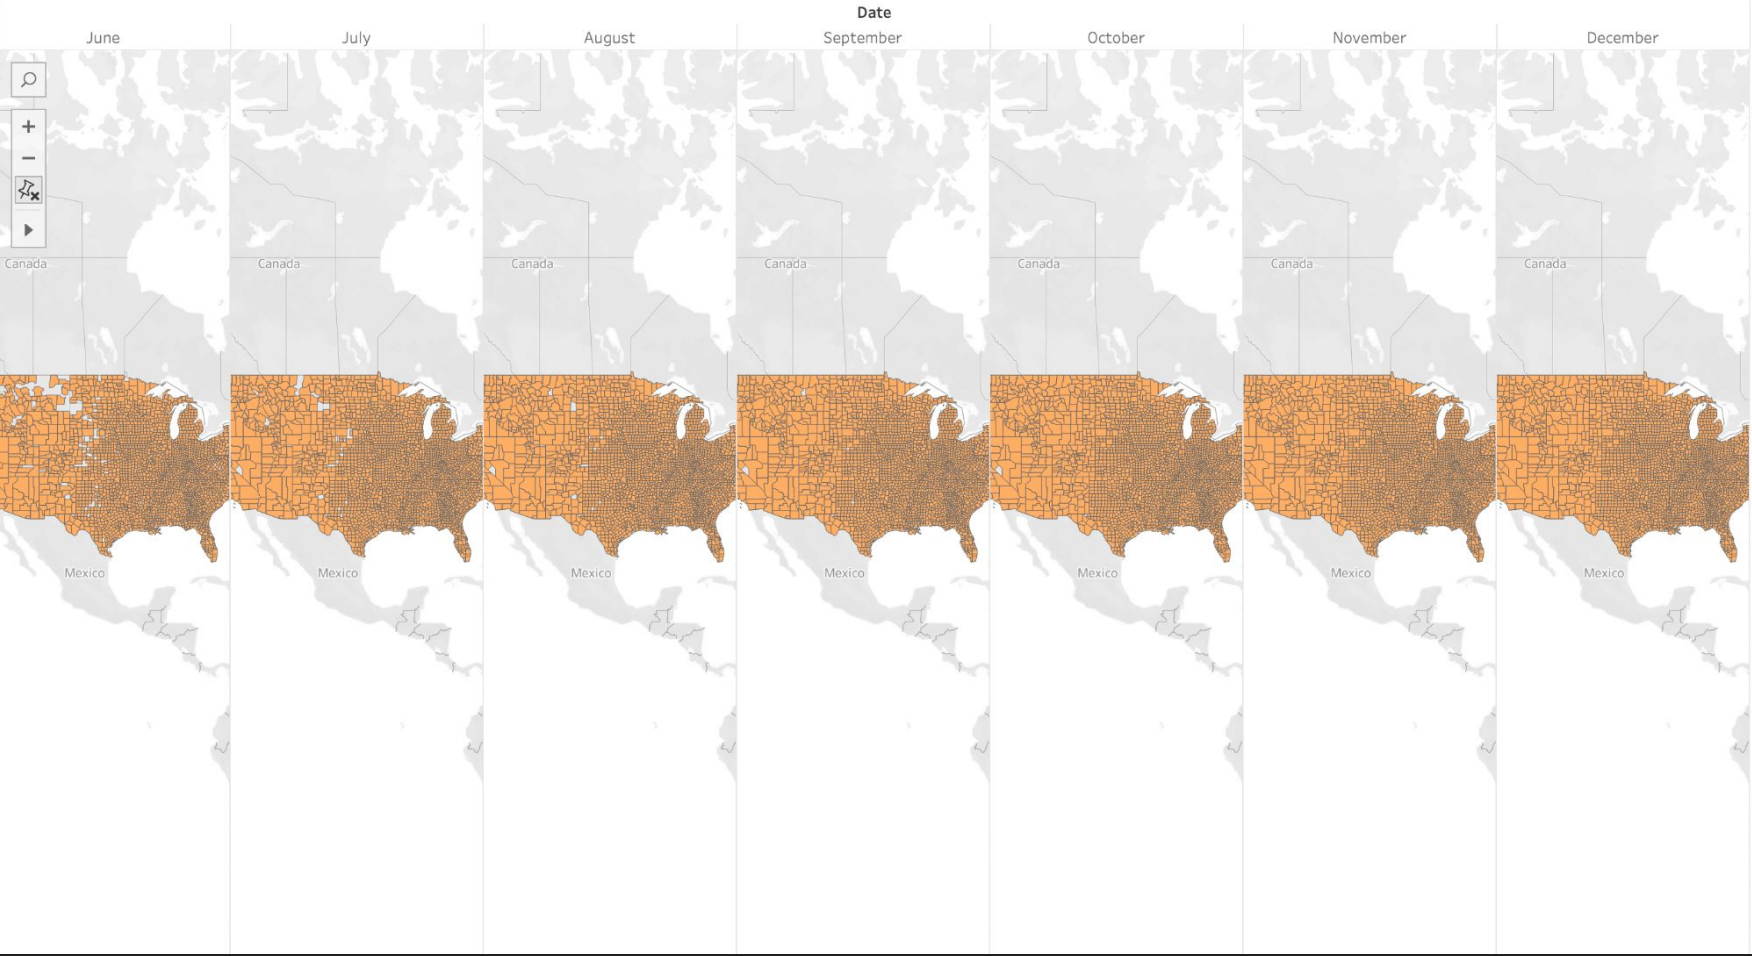 Date
June July August September October November December
Canada Canada Canada Canada Canada Canada Canada
Mexico Mexico Mexico Mexico Mexico Mexico Mexico